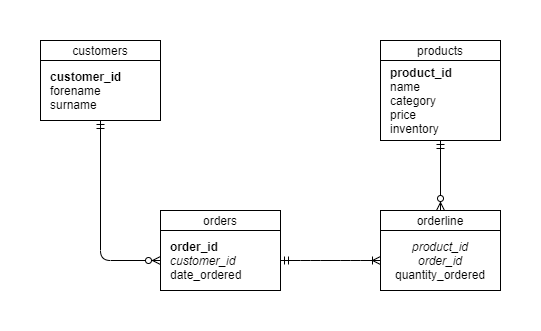 customers
customer_id
forename
surname
products
product_id
name
category
price
inventory
orders
order_id
customer_id
date_ordered
orderline
product_id
order_id
quantity_ordered